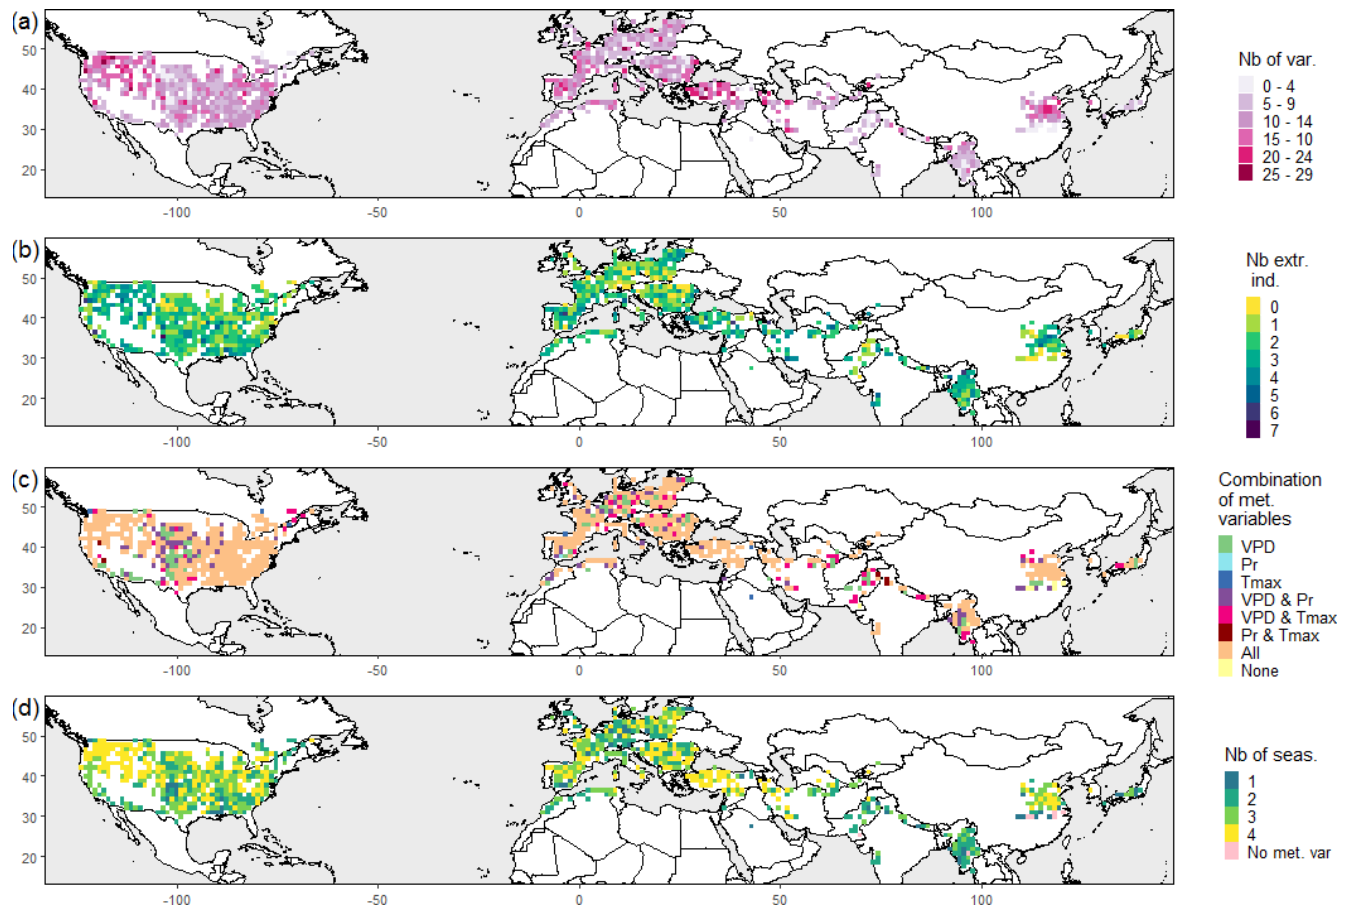 (a)
50
40
30
20
-100
-50
0
50
100
Nb of var.
0 - 4
5 - 9
10 - 14
15 - 10
20 - 24
25 - 29
(b)
50
40
30
20
-100
-50
0
50
100
Nb extr.
ind.
0
1
2
3
4
5
6
7
(c)
50
40
30
20
-100
-50
0
50
100
Combination
of met.
variables
VPD
Pr
Tmax
VPD & Pr
VPD & Tmax
Pr & Tmax
All
None
(d)
50
40
30
20
-100
-50
0
50
100
Nb of seas.
1
2
3
4
No met. var